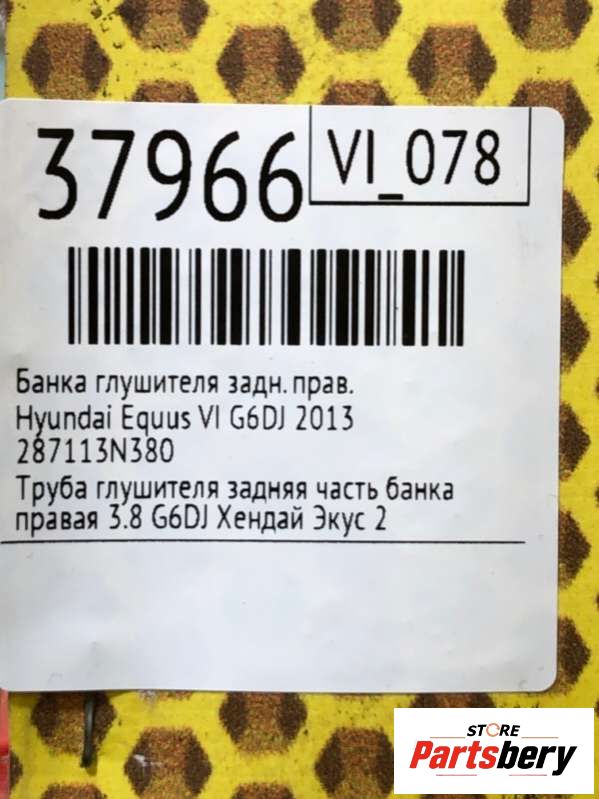 37966
VI_078
Банка глушителя задн. прав.
Hyundai Equus VI G6DJ 2013
287113N380
Труба глушителя задняя часть банка
правая 3.8 G6DJ Хендай Экус 2
STORE
Partsbery